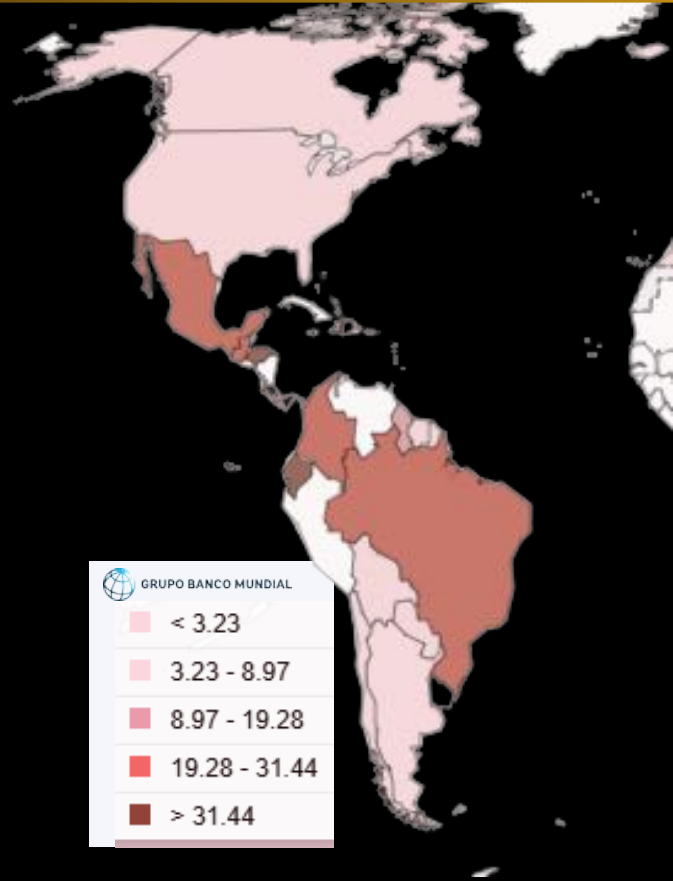 GRUPO BANCO MUNDIAL
< 3.23
3.23 - 8.97
8.97 - 19.28
19.28 - 31.44
> 31.44